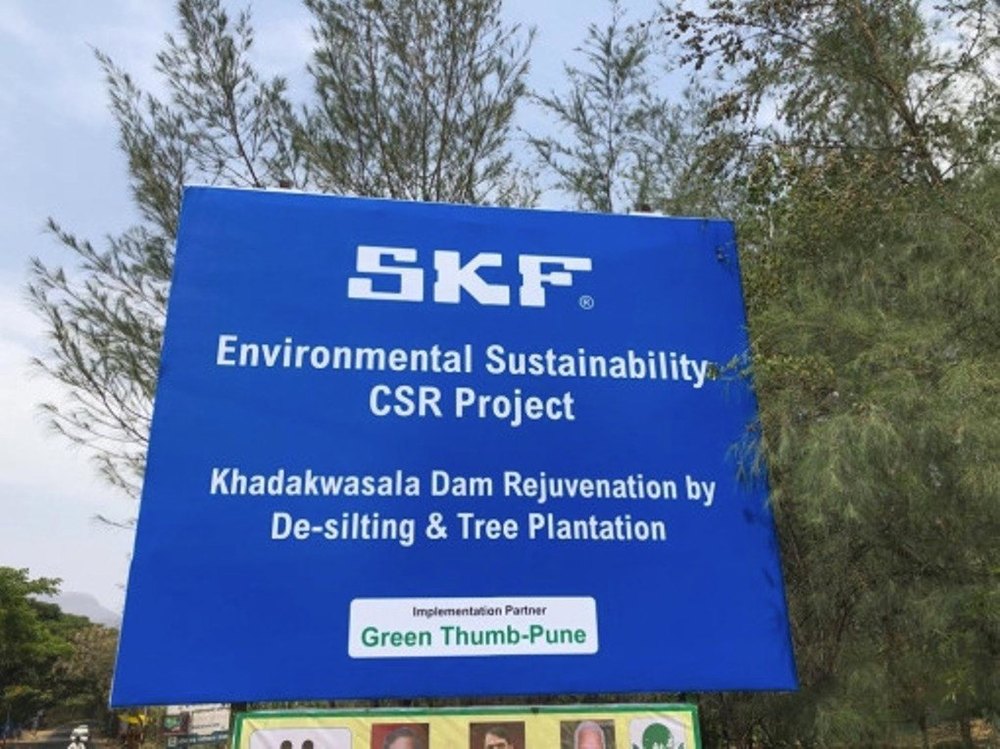 SKF®
Environmental Sustainability
CSR Project
Khadakwasala Dam Rejuvenation by
De-silting & Tree Plantation
Implementation Partner
Green Thumb-Pune